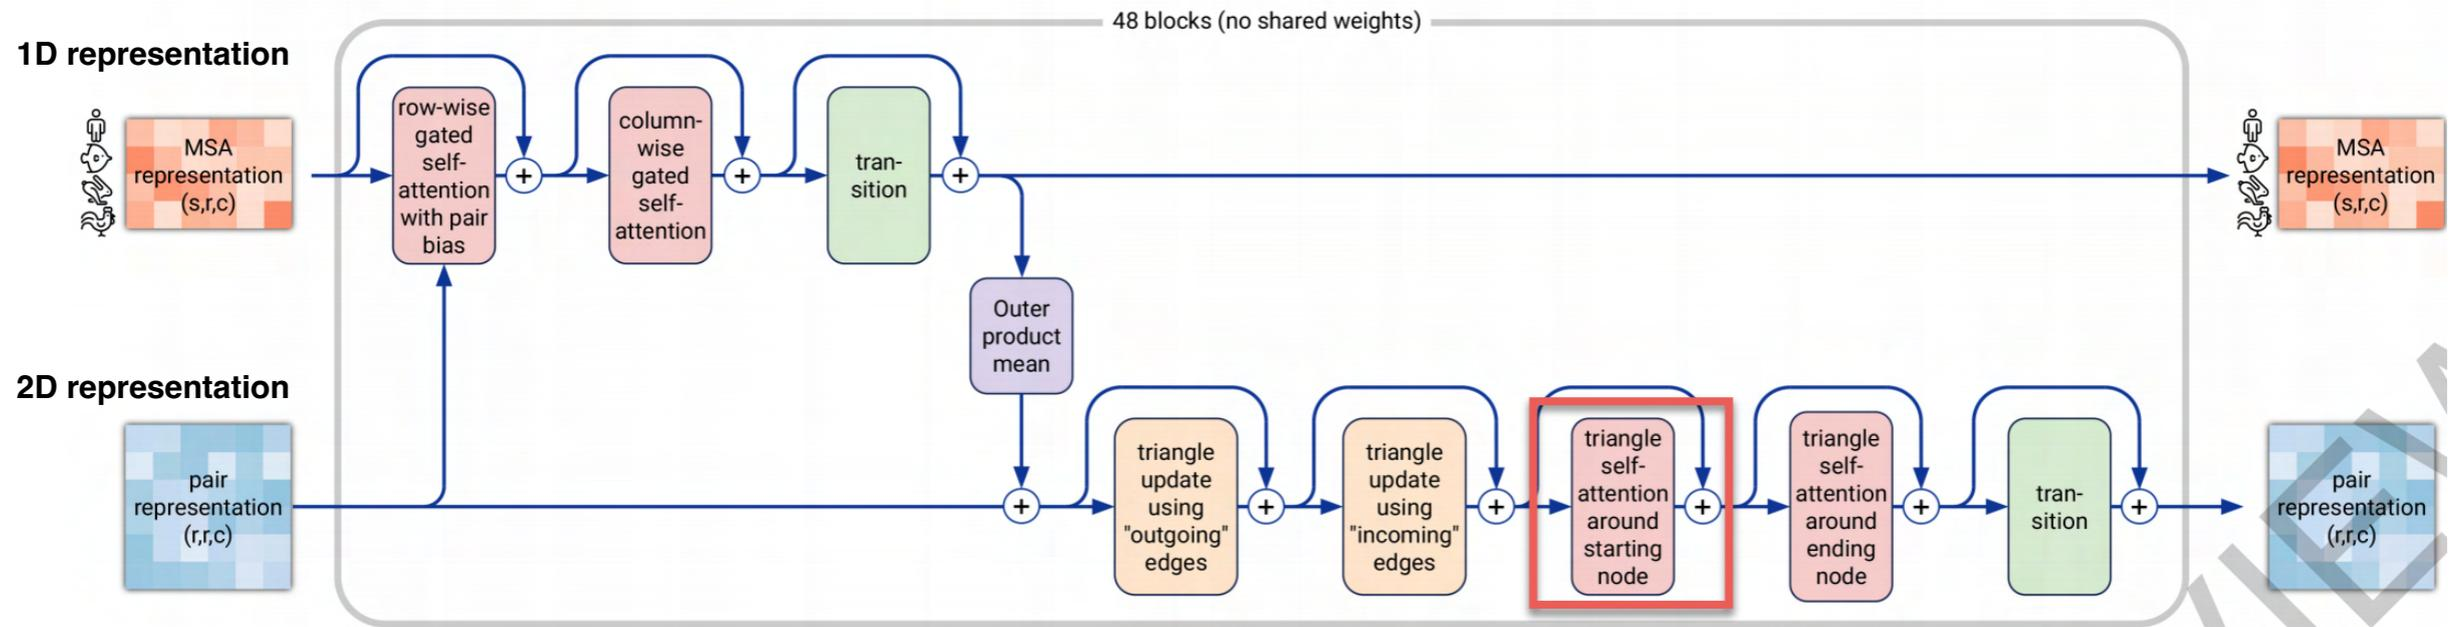 48 blocks (no shared weights)
1D representation
MSA
representation
(s,r,c)
row-wise
gated
self-
attention
with pair
bias
+
column-
wise
gated
self-
attention
+
tran-
sition
+
MSA
representation
(s,r,c)
Outer
product
mean
2D representation
pair
representation
(r,r,c)
+
triangle
update
using
"outgoing"
edges
+
triangle
update
using
"incoming"
edges
+
triangle
self-
attention
around
starting
node
+
triangle
self-
attention
around
ending
node
+
tran-
sition
+
pair
representation
(r,r,c)